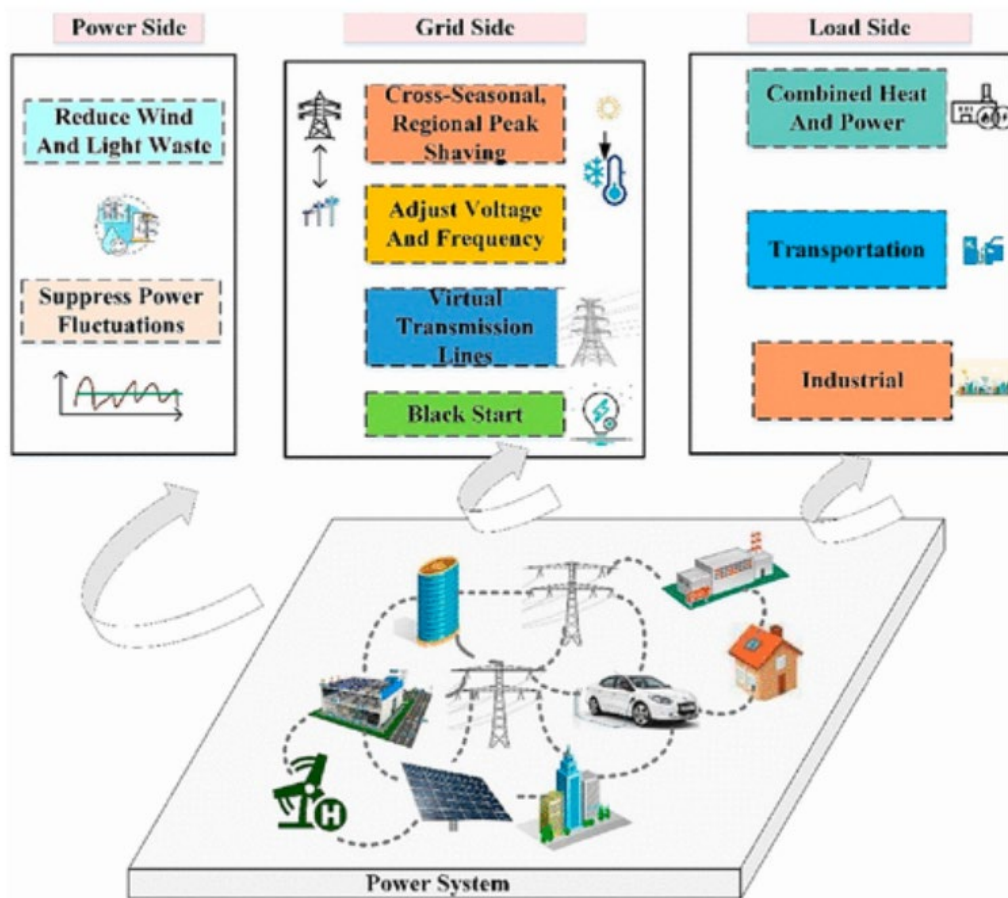 Power Side
Grid Side
Load Side
Reduce Wind
And Light Waste
Suppress Power
Fluctuations
Cross-Seasonal,
Regional Peak
Shaving
Adjust Voltage
And Frequency
Virtual
Transmission
Lines
Black Start
Combined Heat
And Power
Transportation
Industrial
H
Power System